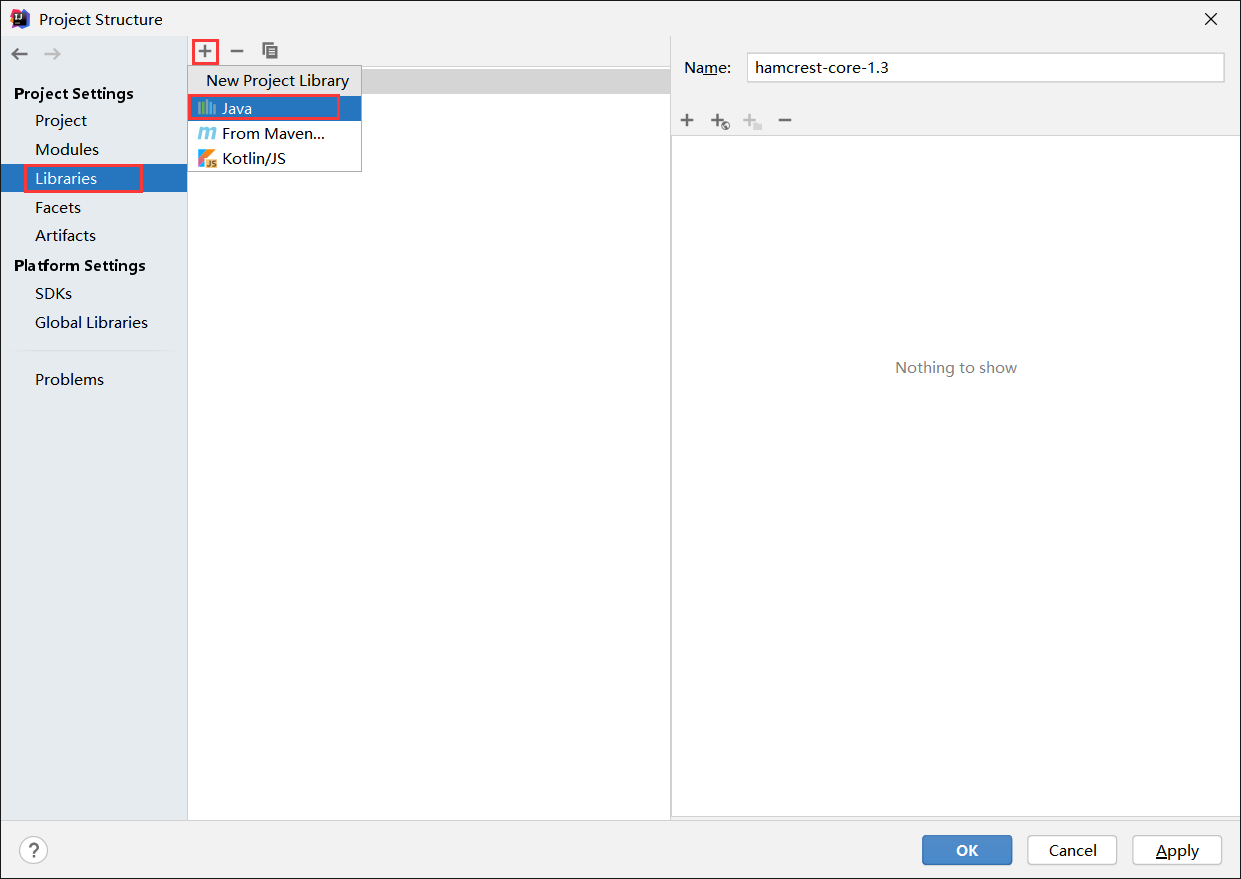 Project Structure
Project Settings
Project
Modules
Libraries
Facets
Artifacts
Platform Settings
SDKs
Global Libraries
Problems
New Project Library
Java
From Maven...
Kotlin/JS
Name: hamcrest-core-1.3
Nothing to show
? OK Cancel Apply